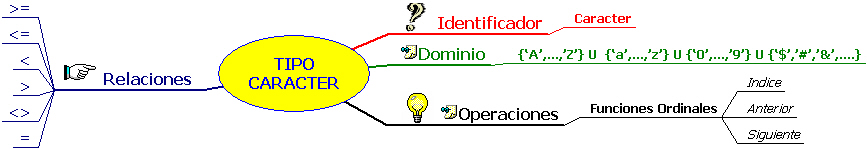 >=
<=
<
>
<>
=
Relaciones
TIPO
CARACTER
Identificador
Caracter
Dominio
{'A',...,'Z'} U {'a',...,'z'} U {'0',...,'9'} U {'$','#','&',....}
Operaciones
Funciones Ordinales
Indice
Anterior
Siguiente